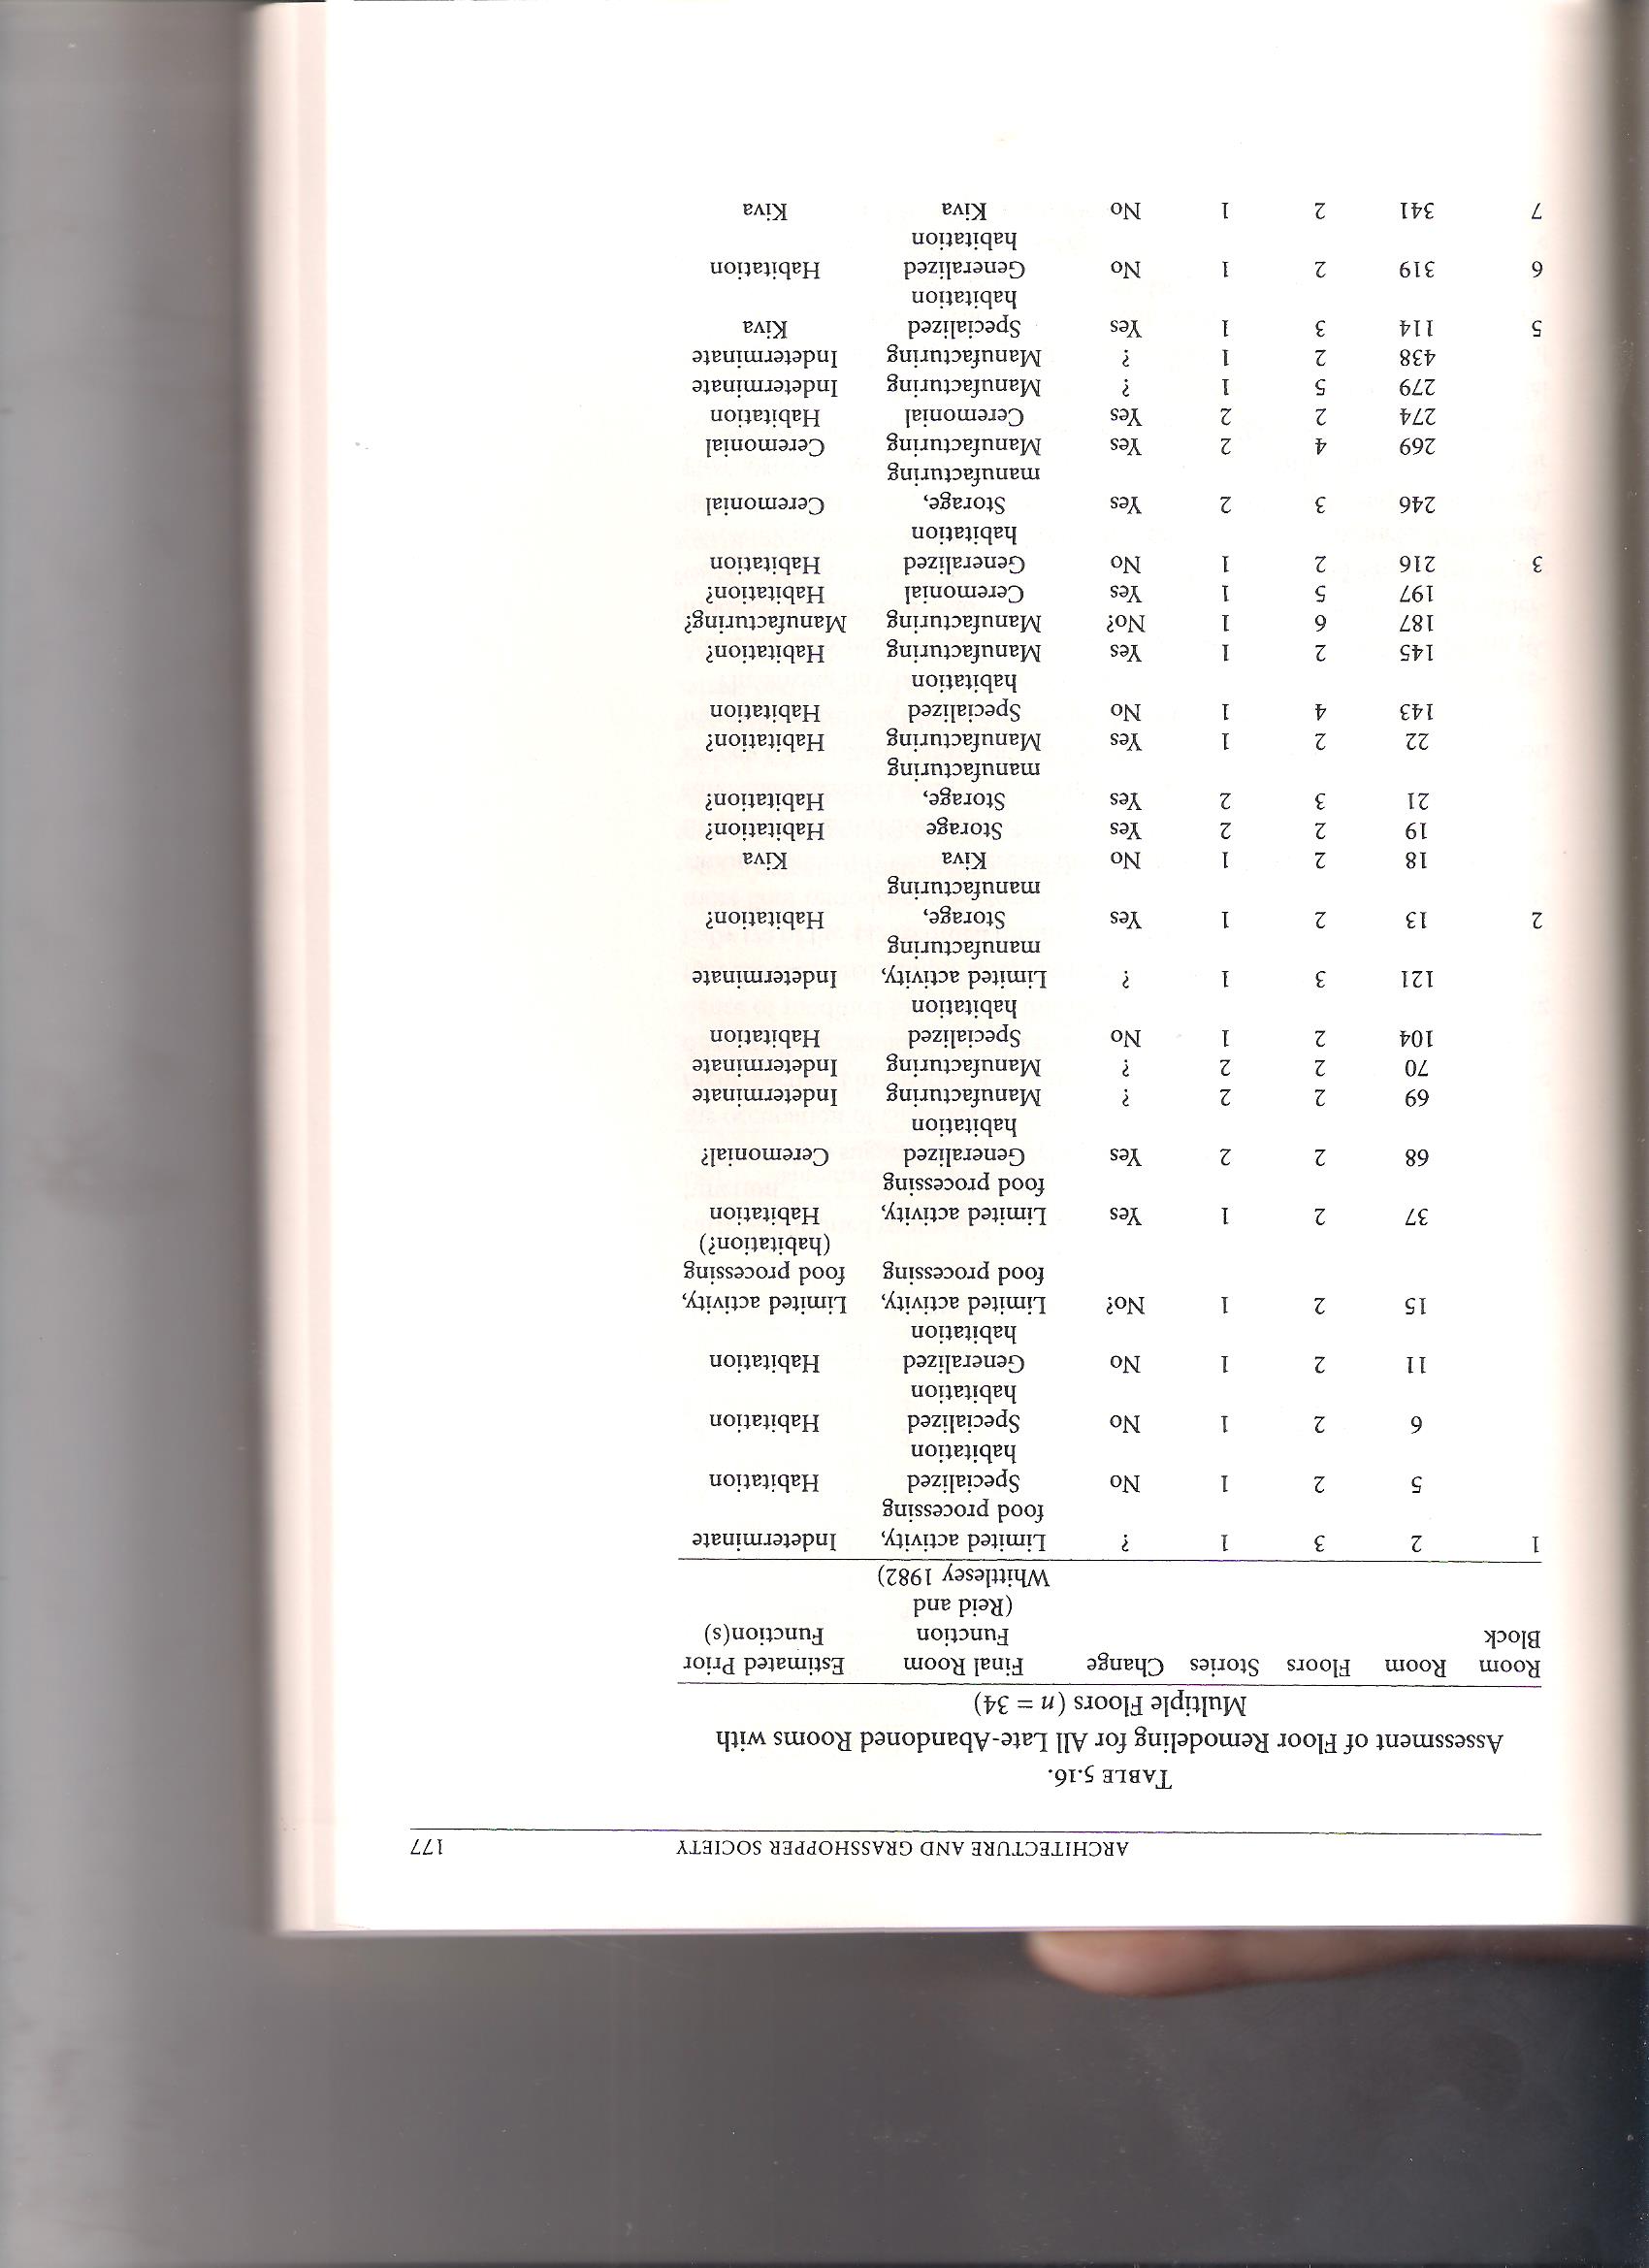 ARCHITECTURE AND GRASSHOPPER SOCIETY 177
TABLE 5.16.
Assessment of Floor Remodeling for All Late-Abandoned Rooms with
Multiple Floors (n = 34)
Room Room Floors Stories Change Final Room Estimated Prior
Block Function Function(s)
(Reid and
Whittlesey 1982)
1 2 3 1 ? Limited activity, Indeterminate
food processing
5 2 1 No Specialized Habitation
habitation
6 2 1 No Specialized Habitation
habitation
11 2 1 No Generalized Habitation
habitation
15 2 1 No? Limited activity, Limited activity,
food processing food processing
(habitation?)
37 2 1 Yes Limited activity, Habitation
food processing
68 2 2 Yes Generalized Ceremonial?
habitation
69 2 2 ? Manufacturing Indeterminate
70 2 2 ? Manufacturing Indeterminate
104 2 1 No Specialized Habitation
habitation
121 3 1 ? Limited activity, Indeterminate
manufacturing
2 13 2 1 Yes Storage, Habitation?
manufacturing
18 2 1 No Kiva Kiva
19 2 2 Yes Storage Habitation?
21 3 2 Yes Storage, Habitation?
manufacturing
22 2 1 Yes Manufacturing Habitation?
143 4 1 No Specialized Habitation
habitation
145 2 1 Yes Manufacturing Habitation?
187 6 1 No? Manufacturing Manufacturing?
197 5 1 Yes Ceremonial Habitation?
3 216 2 1 No Generalized Habitation
habitation
246 3 2 Yes Storage, Ceremonial
manufacturing
269 4 2 Yes Manufacturing Ceremonial
274 2 2 Yes Ceremonial Habitation
279 5 1 ? Manufacturing Indeterminate
438 2 1 ? Manufacturing Indeterminate
5 114 3 1 Yes Specialized Kiva
habitation
6 319 2 1 No Generalized Habitation
habitation
7 341 2 1 No Kiva Kiva